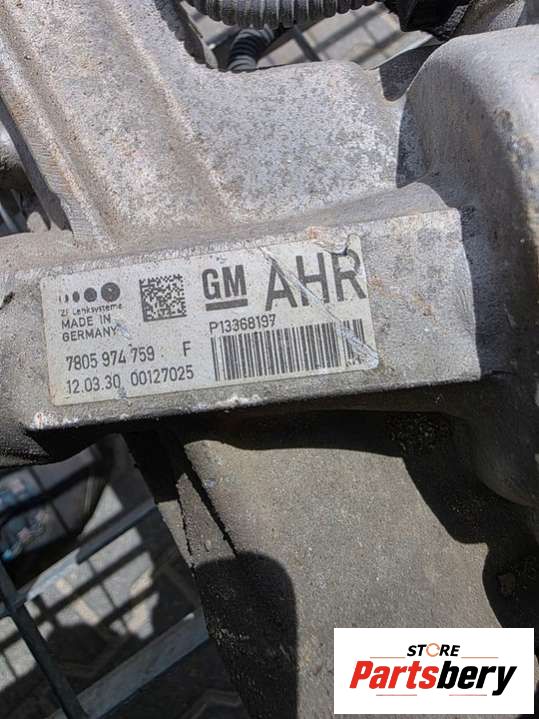 ZF Lenksysteme
MADE IN
GERMANY
GM AHR
P13368197
7805 974 759 F
12.03.30 00127025
STORE
Partsbery